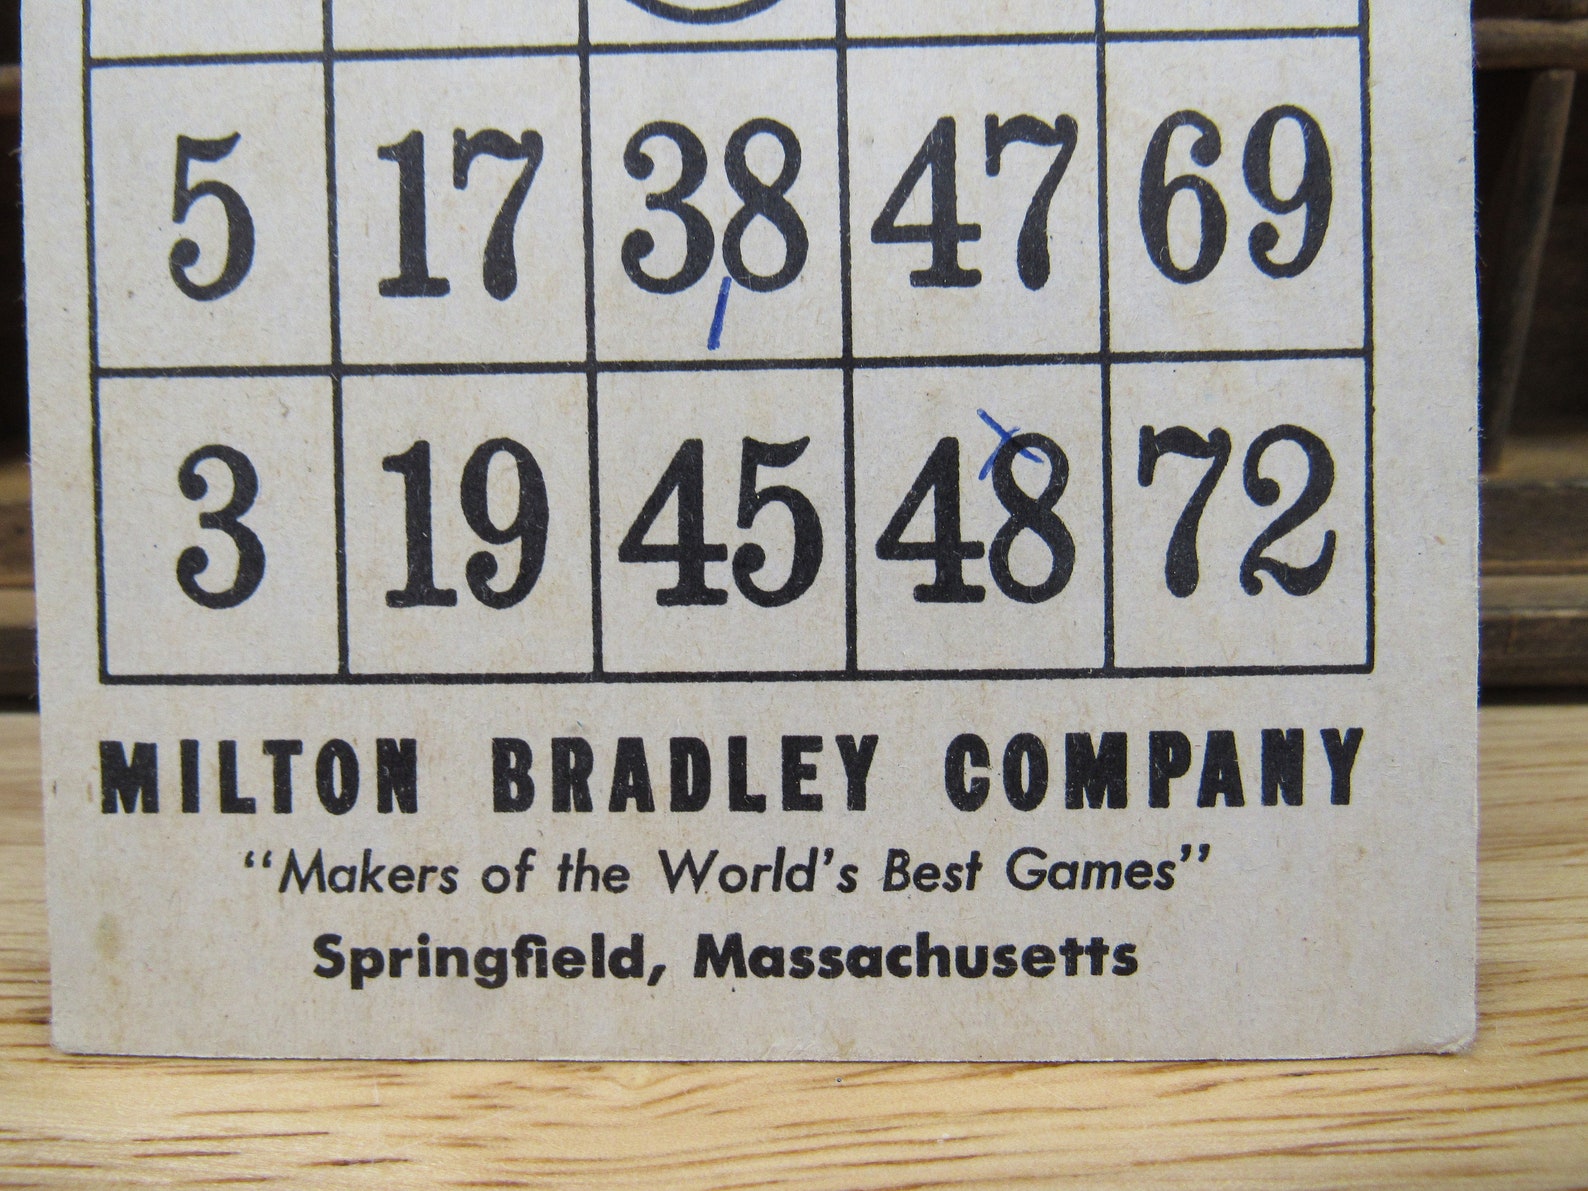 5 17 38 47 69
3 19 45 48 72
MILTON BRADLEY COMPANY
"Makers of the World's Best Games"
Springfield, Massachusetts